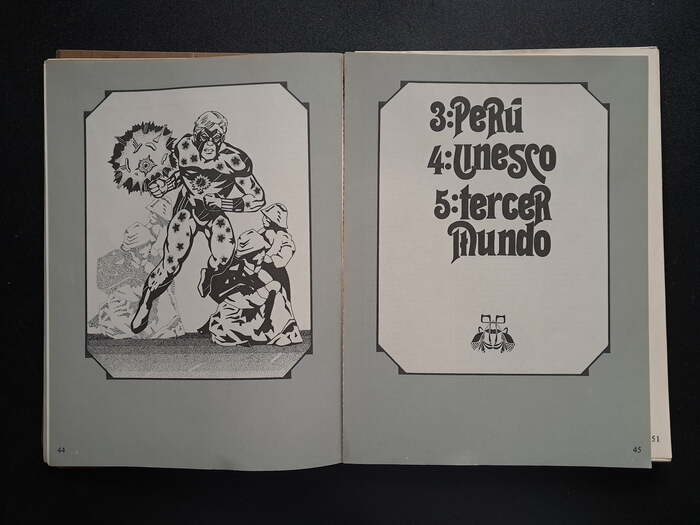 3:Perú
4:Unesco
5:tercer
mundo
44
45
51